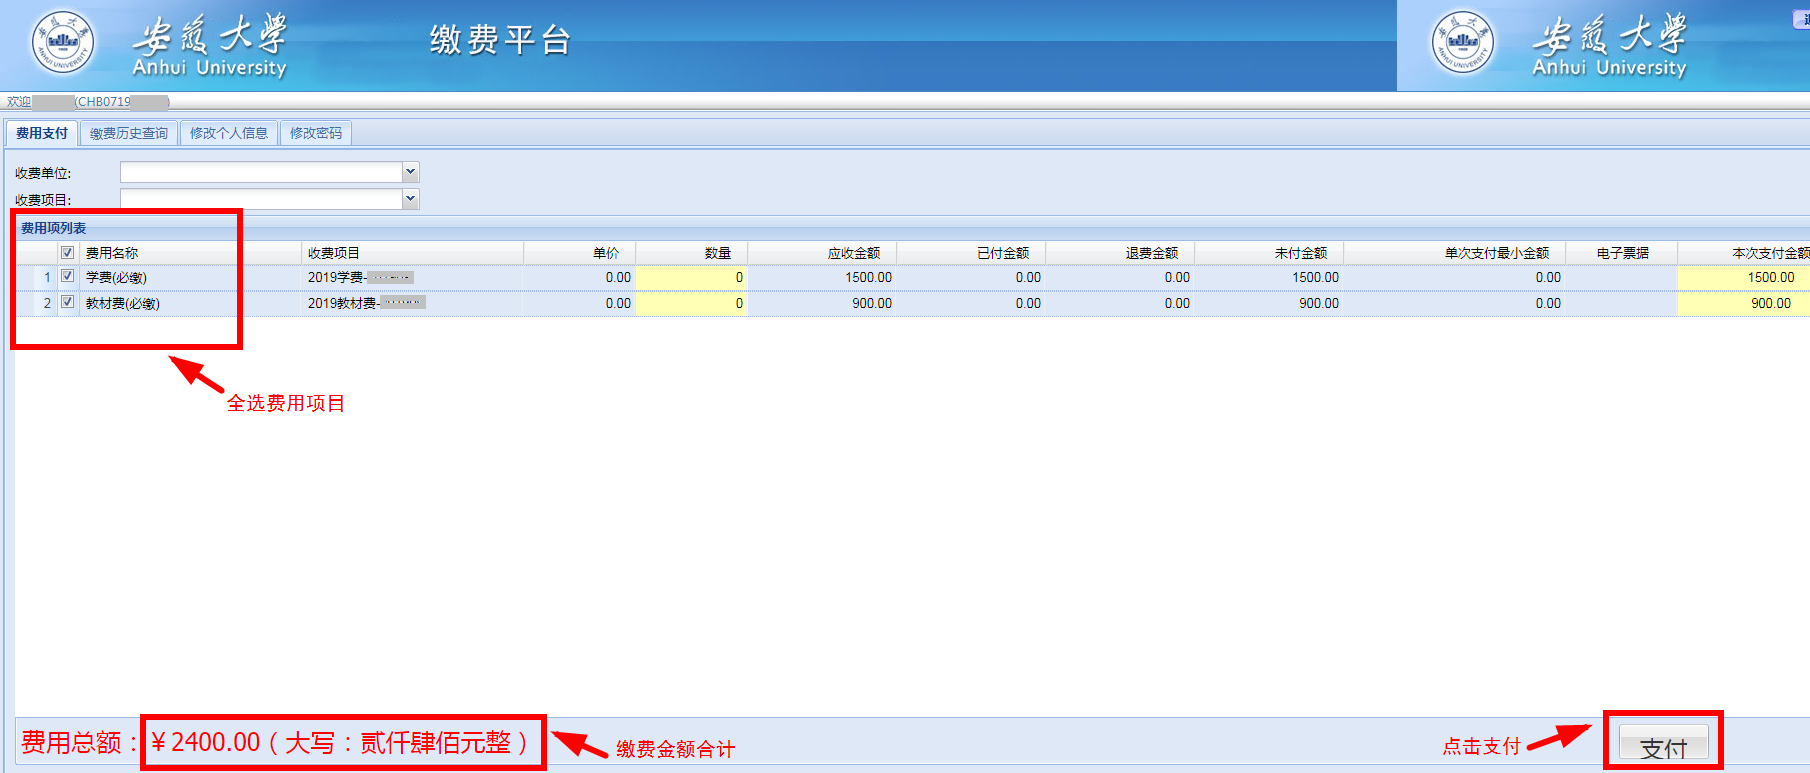 安徽大学
Anhui University
缴费平台
安徽大学
Anhui University
欢迎 (CHB0719 )
费用支付 缴费历史查询 修改个人信息 修改密码
收费单位:
收费项目:
费用项列表
费用名称 收费项目 单价 数量 应收金额 已付金额 退费金额 未付金额 单次支付最小金额 电子票据 本次支付金额
1 学费(必缴) 2019学费- 0.00 0 1500.00 0.00 0.00 1500.00 0.00 1500.00
2 教材费(必缴) 2019教材费- 0.00 0 900.00 0.00 0.00 900.00 0.00 900.00
全选费用项目
费用总额：￥2400.00（大写：贰仟肆佰元整）
缴费金额合计
点击支付
支付